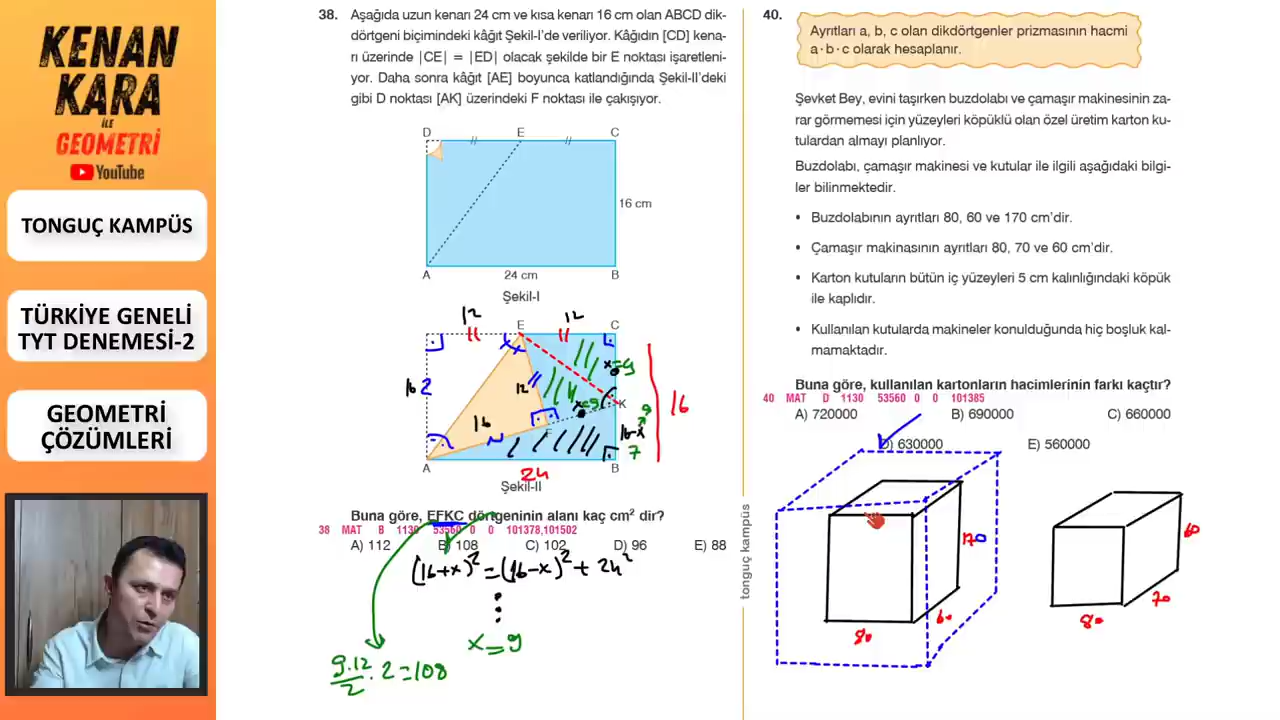 KENAN
KARA
İLE
GEOMETRİ
YouTube
TONGUÇ KAMPÜS
TÜRKİYE GENELİ
TYT DENEMESİ-2
GEOMETRİ
ÇÖZÜMLERİ
38. Aşağıda uzun kenarı 24 cm ve kısa kenarı 16 cm olan ABCD dik-
dörtgeni biçimindeki kâğıt Şekil-I'de veriliyor. Kâğıdın [CD] kena-
rı üzerinde |CE| = |ED| olacak şekilde bir E noktası işaretleni-
yor. Daha sonra kâğıt [AE] boyunca katlandığında Şekil-II'deki
gibi D noktası [AK] üzerindeki F noktası ile çakışıyor.
D E C
16 cm
A 24 cm B
Şekil-I
12 12
E C
x=9
16 2
12
x=9
K
16
16
16-x
9
7
F
A 24 B
Şekil-II
Buna göre, EFKC dörtgeninin alanı kaç cm² dir?
38 MAT B 1130 53560 0 0 101378,101502
A) 112 B) 108 C) 102 D) 96 E) 88
(16+x)²=(16-x)²+24²
x=9
9.12/2 . 2=108
tonguç kampüs
40.
Ayrıtları a, b, c olan dikdörtgenler prizmasının hacmi
a·b·c olarak hesaplanır.
Şevket Bey, evini taşırken buzdolabı ve çamaşır makinesinin za-
rar görmemesi için yüzeyleri köpüklü olan özel üretim karton ku-
tulardan almayı planlıyor.
Buzdolabı, çamaşır makinesi ve kutular ile ilgili aşağıdaki bilgi-
ler bilinmektedir.
• Buzdolabının ayrıtları 80, 60 ve 170 cm'dir.
• Çamaşır makinasının ayrıtları 80, 70 ve 60 cm'dir.
• Karton kutuların bütün iç yüzeyleri 5 cm kalınlığındaki köpük
ile kaplıdır.
• Kullanılan kutularda makineler konulduğunda hiç boşluk kal-
mamaktadır.
Buna göre, kullanılan kartonların hacimlerinin farkı kaçtır?
40 MAT D 1130 53560 0 0 101385
A) 720000 B) 690000 C) 660000
D) 630000 E) 560000
170
60
80
60
70
80